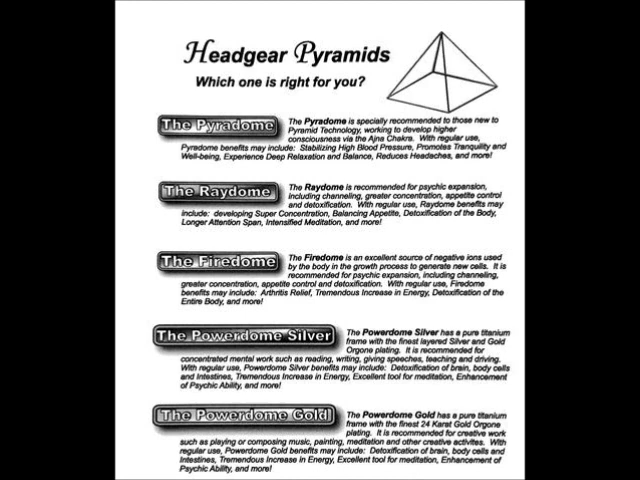 Headgear Pyramids
Which one is right for you?
The Pyradome
The Pyradome is specially recommended to those new to
Pyramid Technology, working to develop higher
consciousness via the Ajna Chakra. With regular use,
Pyradome benefits may include: Stabilizing High Blood Pressure, Promotes Tranquility and
Well-being, Experience Deep Relaxation and Balance, Reduces Headaches, and more!
The Raydome
The Raydome is recommended for psychic expansion,
including channeling, greater concentration, appetite control
and detoxification. With regular use, Raydome benefits may
include: developing Super Concentration, Balancing Appetite, Detoxification of the Body,
Longer Attention Span, Intensified Meditation, and more!
The Firedome
The Firedome is an excellent source of negative ions used
by the body in the growth process to generate new cells. It is
recommended for psychic expansion, including channeling,
greater concentration, appetite control and detoxification. With regular use, Firedome
benefits may include: Arthritis Relief, Tremendous Increase in Energy, Detoxification of the
Entire Body, and more!
The Powerdome Silver
The Powerdome Silver has a pure titanium
frame with the finest layered Silver and Gold
Orgone plating. It is recommended for
concentrated mental work such as reading, writing, giving speeches, teaching and driving.
With regular use, Powerdome Silver benefits may include: Detoxification of brain, body cells
and Intestines, Tremendous Increase in Energy, Excellent tool for meditation, Enhancement
of Psychic Ability, and more!
The Powerdome Gold
The Powerdome Gold has a pure titanium
frame with the finest 24 Karat Gold Orgone
plating. It is recommended for creative work
such as playing or composing music, painting, meditation and other creative activites. With
regular use, Powerdome Gold benefits may include: Detoxification of brain, body cells and
Intestines, Tremendous Increase in Energy, Excellent tool for meditation, Enhancement of
Psychic Ability, and more!